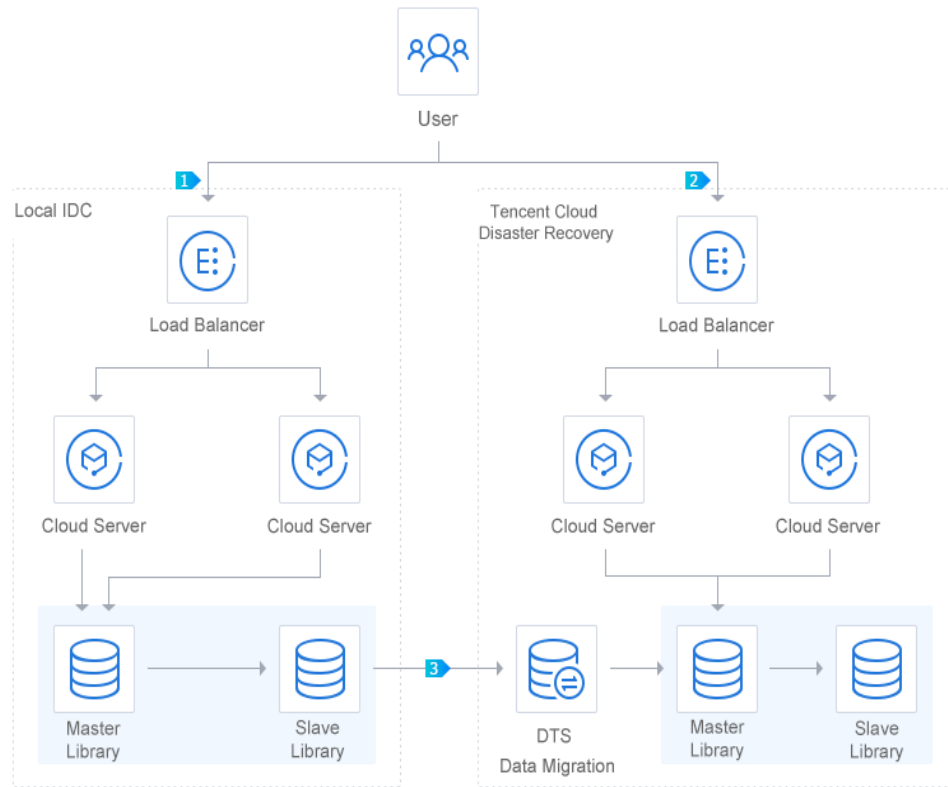 User
1
2
Local IDC
Tencent Cloud
Disaster Recovery
Load Balancer
Load Balancer
Cloud Server
Cloud Server
Cloud Server
Cloud Server
3
Master
Library
Slave
Library
DTS
Data Migration
Master
Library
Slave
Library